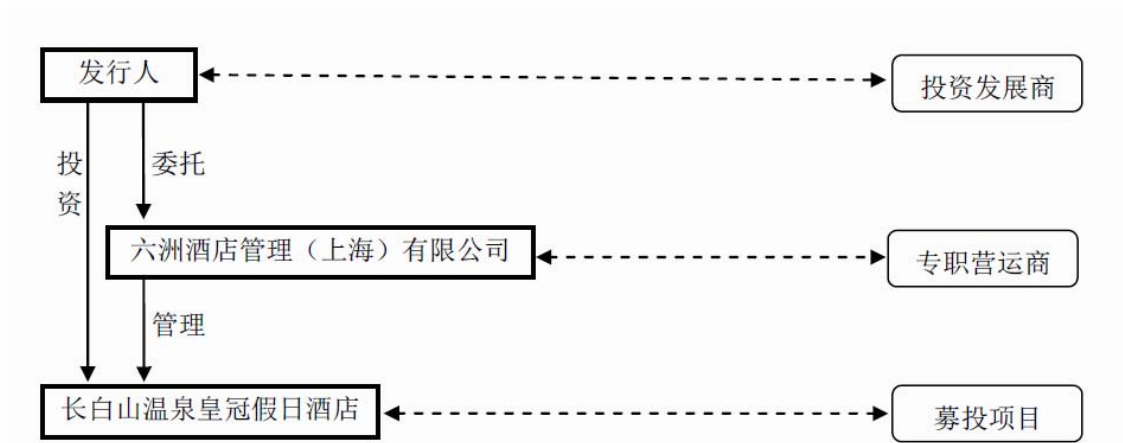 发行人
投资发展商
投资
委托
六洲酒店管理（上海）有限公司
专职营运商
管理
长白山温泉皇冠假日酒店
募投项目